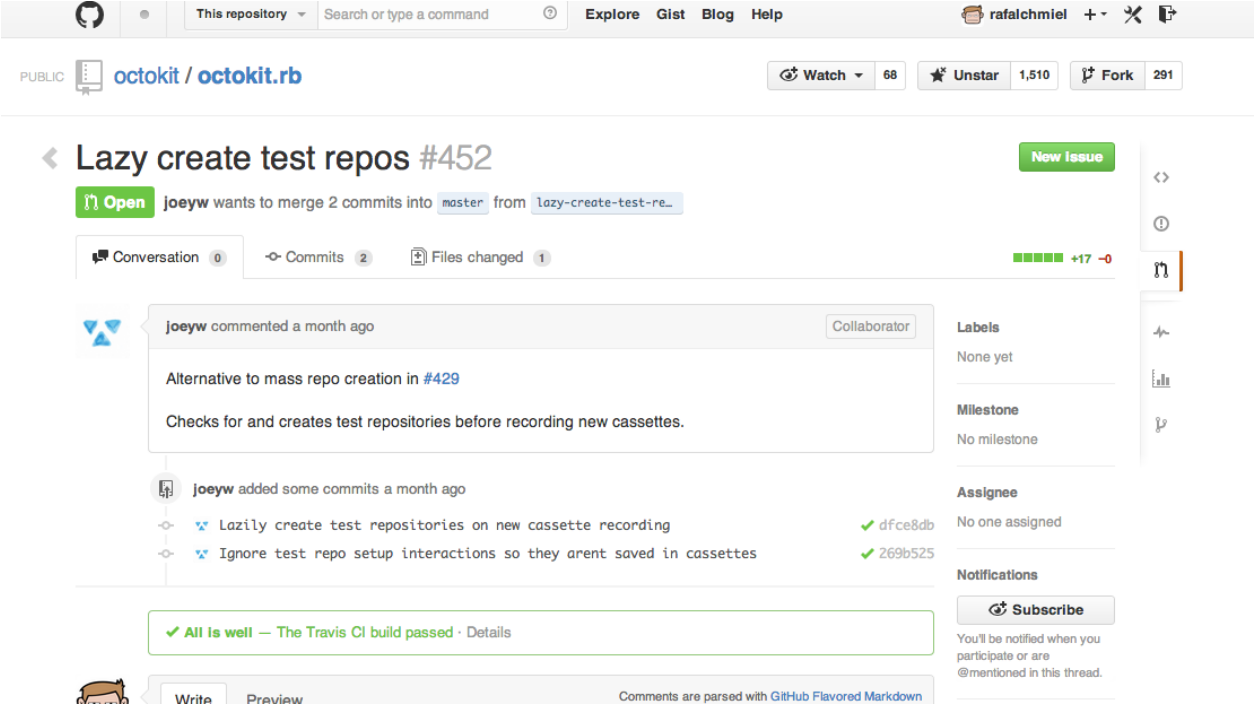 This repository Search or type a command Explore Gist Blog Help rafalchmiel
PUBLIC octokit / octokit.rb Watch 68 Unstar 1,510 Fork 291
Lazy create test repos #452 New Issue
Open joeyw wants to merge 2 commits into master from lazy-create-test-re…
Conversation 0 Commits 2 Files changed 1 +17 −0
joeyw commented a month ago Collaborator
Alternative to mass repo creation in #429
Checks for and creates test repositories before recording new cassettes.
joeyw added some commits a month ago
Lazily create test repositories on new cassette recording dfce8db
Ignore test repo setup interactions so they arent saved in cassettes 269b525
All is well — The Travis CI build passed · Details
Write Preview Comments are parsed with GitHub Flavored Markdown
Labels
None yet
Milestone
No milestone
Assignee
No one assigned
Notifications
Subscribe
You'll be notified when you
participate or are
@mentioned in this thread.